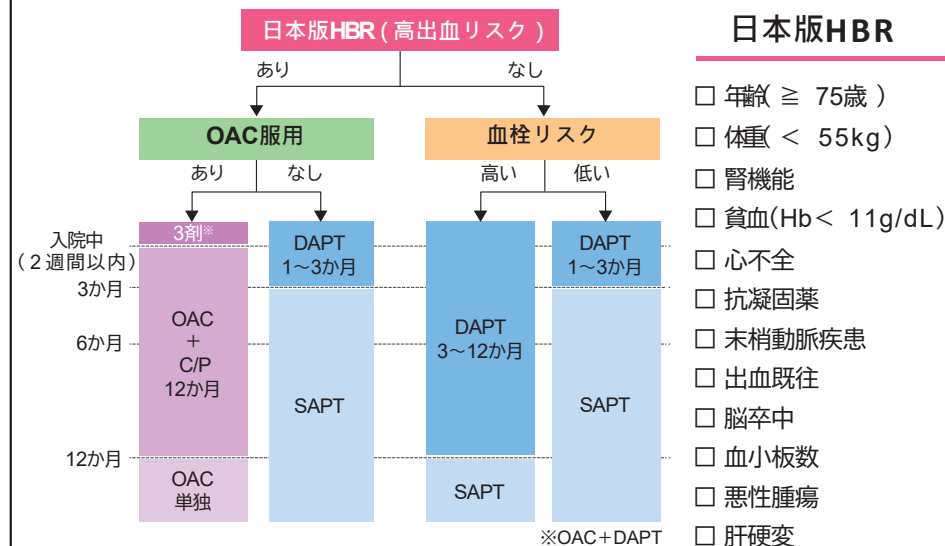 日本版HBR（高出血リスク）
あり
なし
OAC服用
血栓リスク
あり
なし
高い
低い
入院中
（2週間以内）
3か月
6か月
12か月
3剤※
OAC
+
C/P
12か月
OAC
単独
DAPT
1～3か月
SAPT
DAPT
3～12か月
SAPT
DAPT
1～3か月
SAPT
※OAC＋DAPT
日本版HBR
□ 年齢(≧ 75歳)
□ 体重(< 55kg)
□ 腎機能
□ 貧血(Hb< 11g/dL)
□ 心不全
□ 抗凝固薬
□ 末梢動脈疾患
□ 出血既往
□ 脳卒中
□ 血小板数
□ 悪性腫瘍
□ 肝硬変